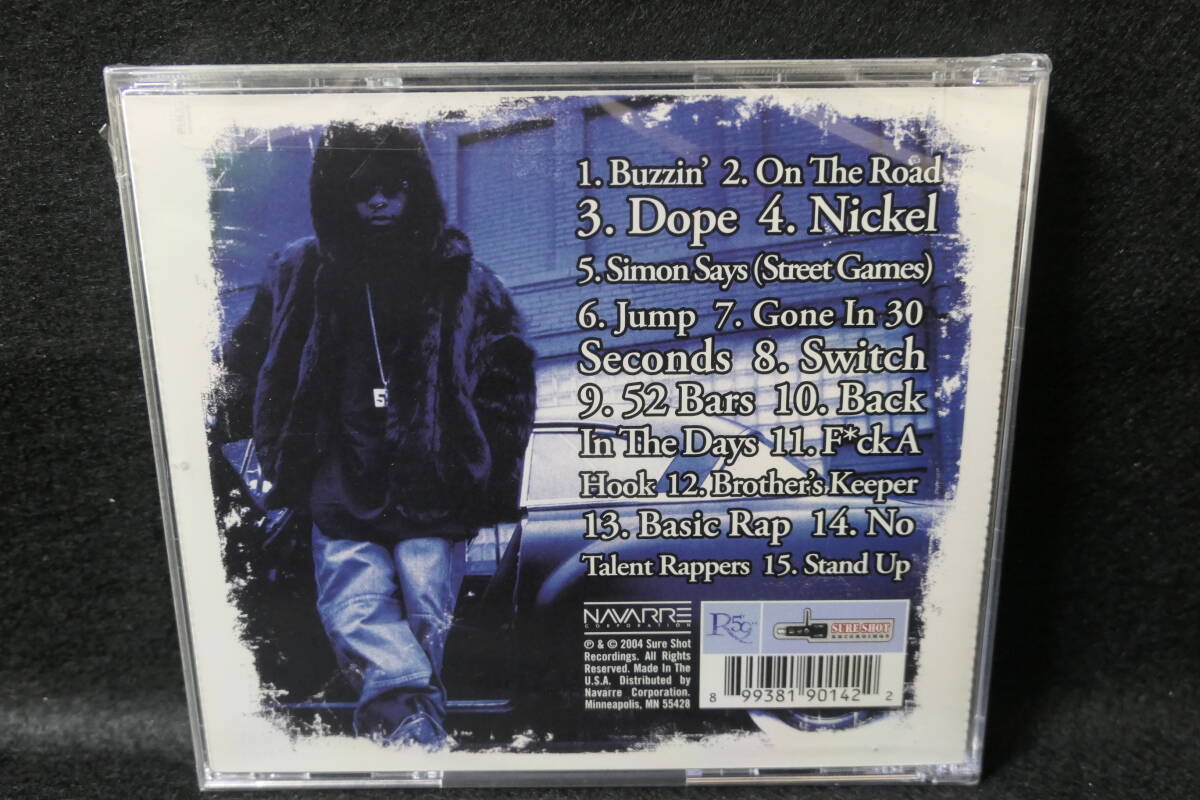 1. Buzzin' 2. On The Road
3. Dope 4. Nickel
5. Simon Says (Street Games)
6. Jump 7. Gone In 30
Seconds 8. Switch
9. 52 Bars 10. Back
In The Days 11. F*ck A
Hook 12. Brother's Keeper
13. Basic Rap 14. No
Talent Rappers 15. Stand Up
5
NAVARRE
CORPORATION
℗ & © 2004 Sure Shot
Recordings. All Rights
Reserved. Made In The
U.S.A. Distributed by
Navarre Corporation.
Minneapolis, MN 55428
R5'9"
SURE SHOT
RECORDINGS
8 99381 90142 2